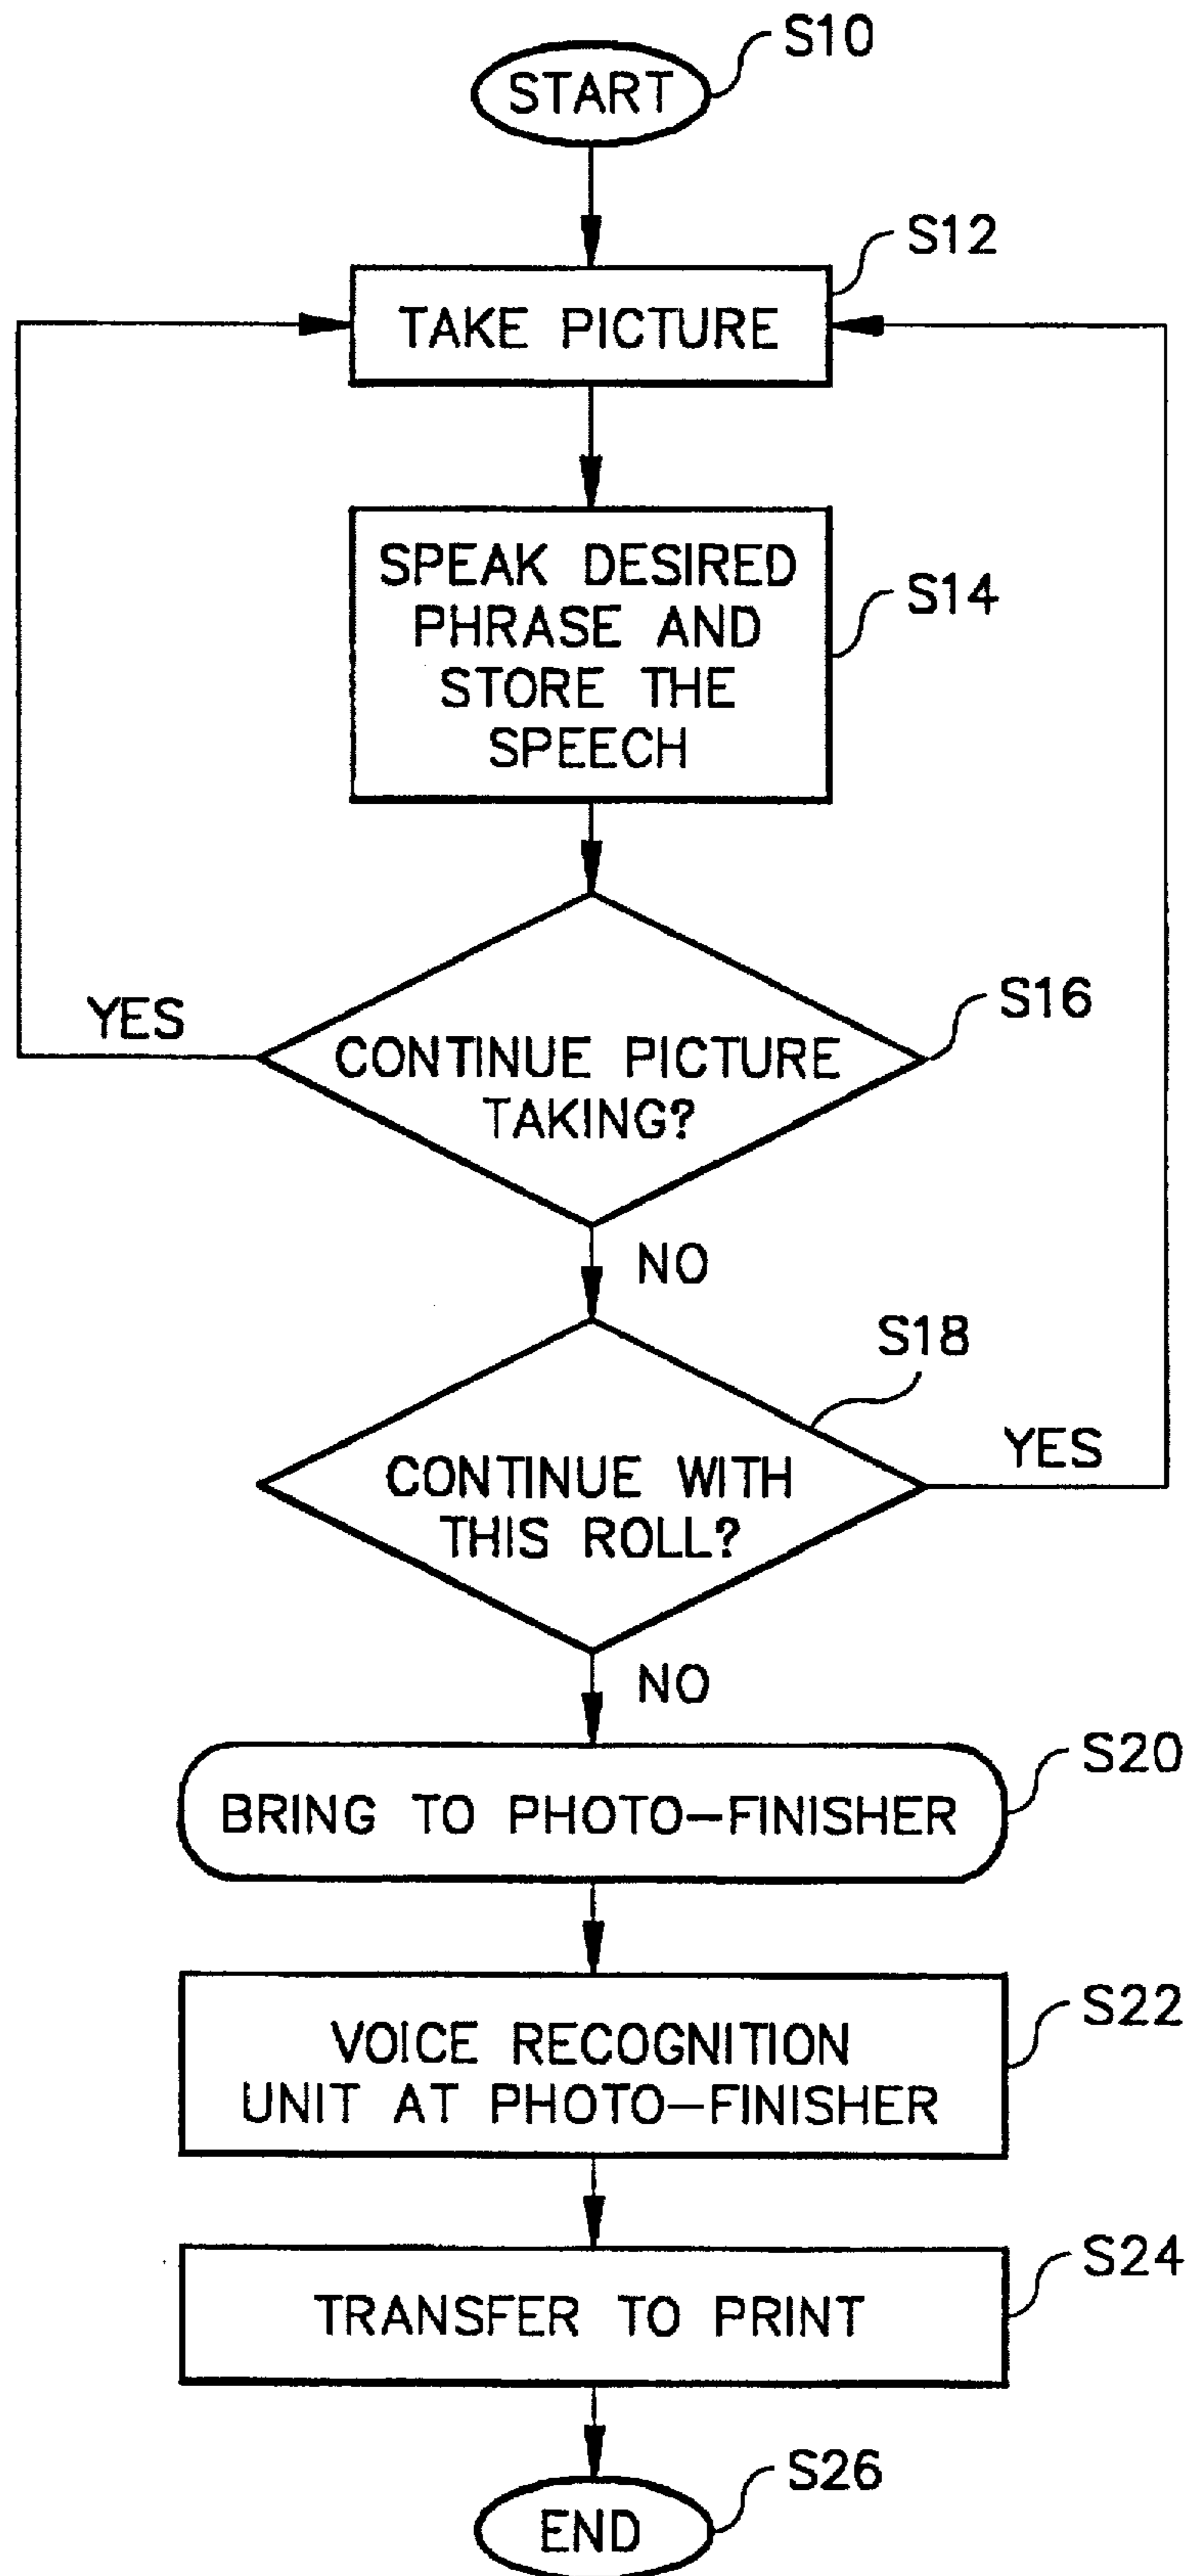 S10
START
S12
TAKE PICTURE
SPEAK DESIRED
PHRASE AND
STORE THE
SPEECH
S14
YES
S16
CONTINUE PICTURE
TAKING?
NO
S18
CONTINUE WITH
THIS ROLL?
YES
NO
S20
BRING TO PHOTO-FINISHER
S22
VOICE RECOGNITION
UNIT AT PHOTO-FINISHER
S24
TRANSFER TO PRINT
S26
END